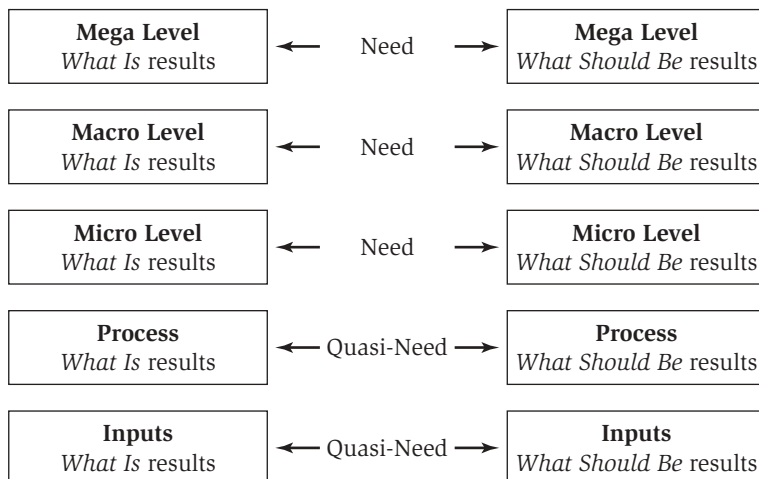 Mega Level
What Is results
Need
Mega Level
What Should Be results
Macro Level
What Is results
Need
Macro Level
What Should Be results
Micro Level
What Is results
Need
Micro Level
What Should Be results
Process
What Is results
Quasi-Need
Process
What Should Be results
Inputs
What Is results
Quasi-Need
Inputs
What Should Be results